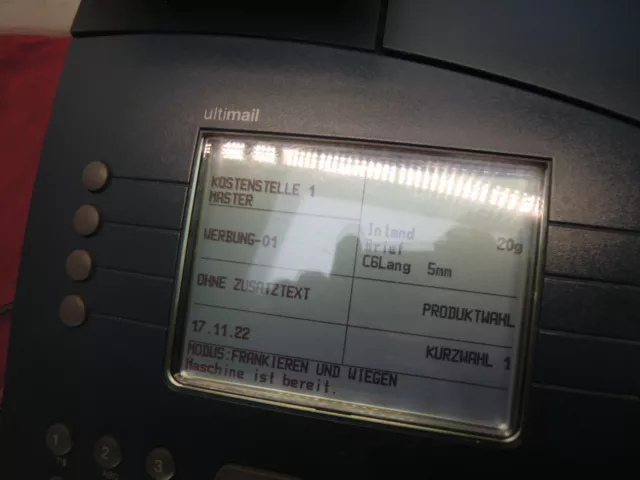 ultimail
KOSTENSTELLE 1
MASTER
WERBUNG-01
Inland 20g
Brief
C6Lang 5mm
OHNE ZUSATZTEXT
PRODUKTWAHL
17.11.22
KURZWAHL 1
MODUS:FRANKIEREN UND WIEGEN
Maschine ist bereit.
1
2
3